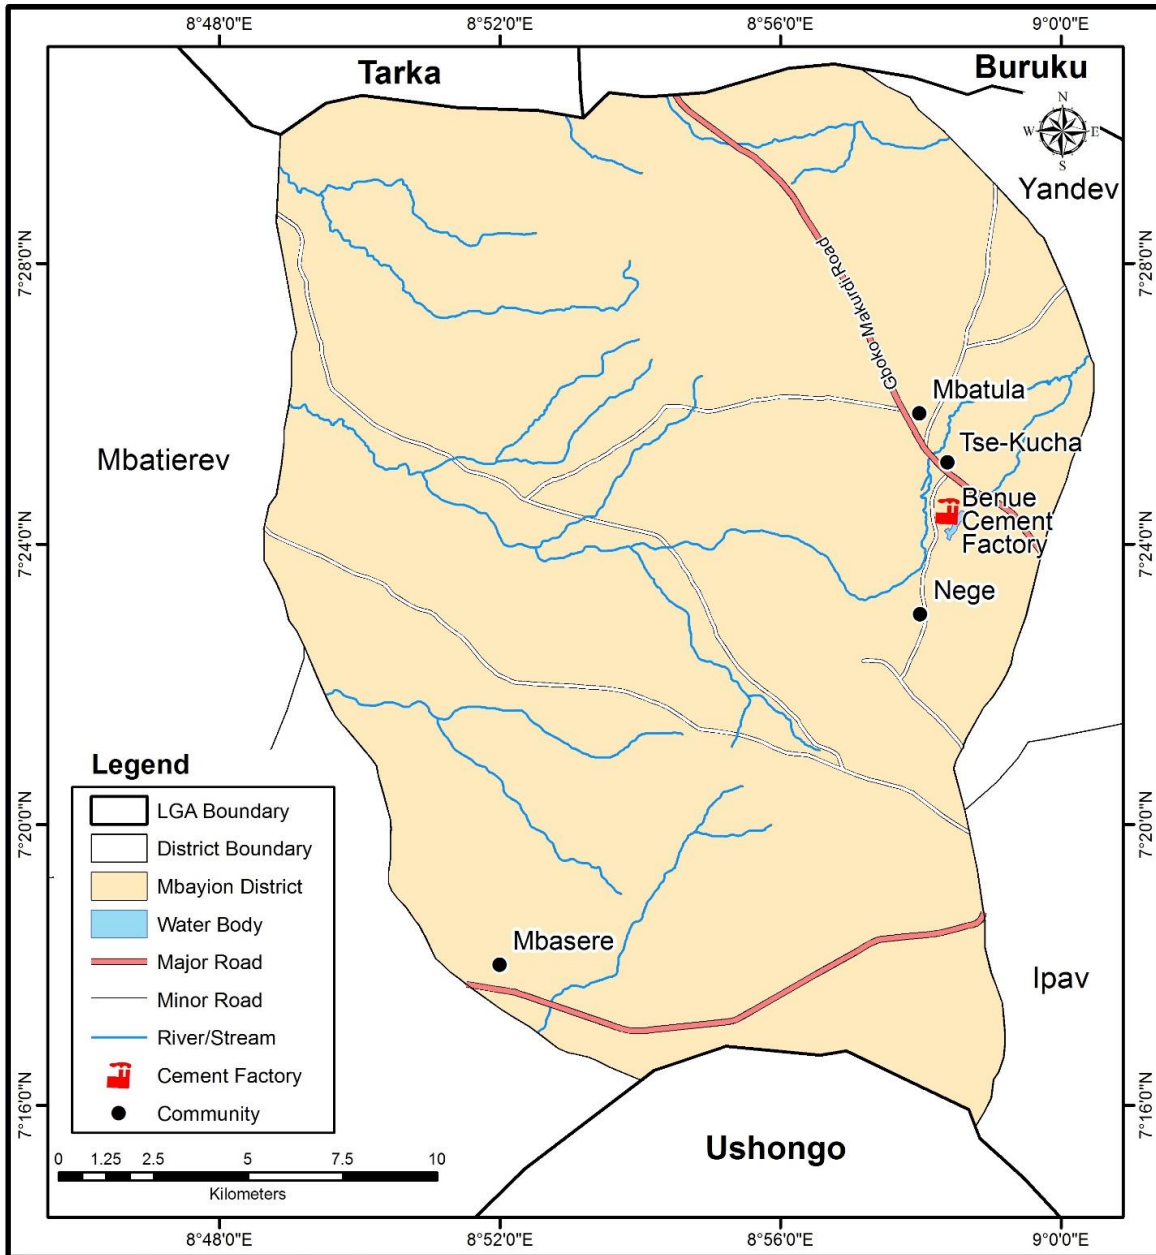 8°48'0"E
8°52'0"E
8°56'0"E
9°0'0"E
Tarka
Buruku
N
W
E
S
Yandev
7°28'0"N
7°28'0"N
Gboko Makurdi Road
Mbatula
Tse-Kucha
Mbatierev
Benue
Cement
Factory
7°24'0"N
7°24'0"N
Nege
Legend
LGA Boundary
District Boundary
Mbayion District
Water Body
Major Road
Minor Road
River/Stream
Cement Factory
Community
7°20'0"N
7°20'0"N
Mbasere
Ipav
7°16'0"N
7°16'0"N
Ushongo
0
1.25
2.5
5
7.5
10
Kilometers
8°48'0"E
8°52'0"E
8°56'0"E
9°0'0"E